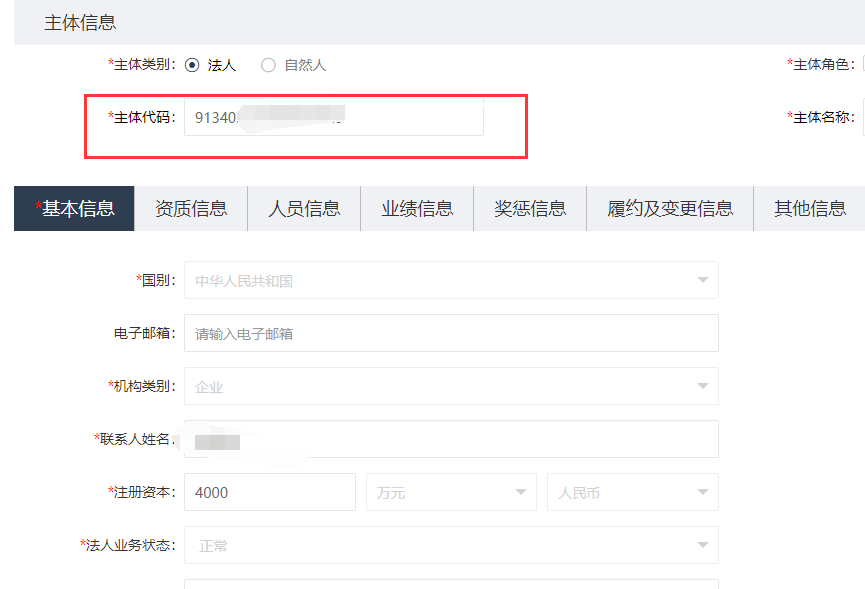 主体信息
*主体类别： 法人 自然人 *主体角色：
*主体代码： 91340 *主体名称：
*基本信息 资质信息 人员信息 业绩信息 奖惩信息 履约及变更信息 其他信息
*国别： 中华人民共和国
电子邮箱： 请输入电子邮箱
*机构类别： 企业
*联系人姓名：
*注册资本： 4000 万元 人民币
*法人业务状态： 正常